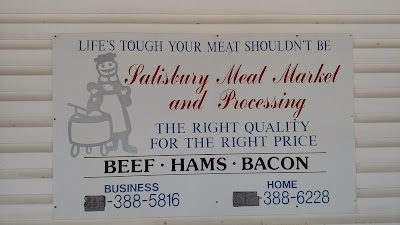 LIFE'S TOUGH YOUR MEAT SHOULDN'T BE
Salisbury Meat Market
and Processing
THE RIGHT QUALITY
FOR THE RIGHT PRICE
BEEF · HAMS · BACON
BUSINESS HOME
-388-5816 -388-6228